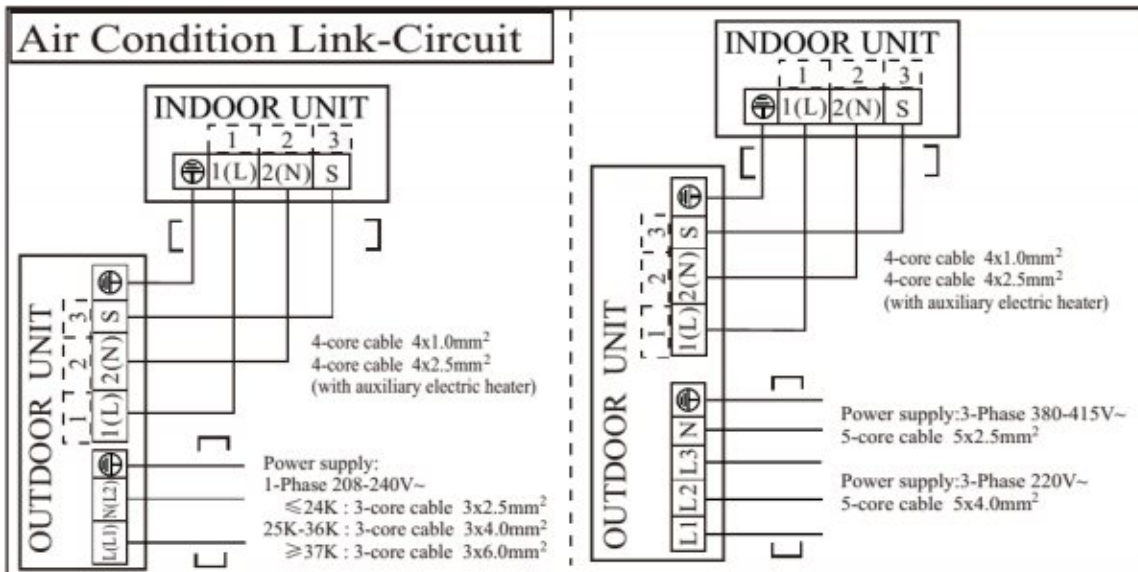 Air Condition Link-Circuit
INDOOR UNIT
1 2 3
1(L) 2(N) S
OUTDOOR UNIT
3 S
2 2(N)
1 1(L)
N(L2)
L(L1)
4-core cable 4x1.0mm²
4-core cable 4x2.5mm²
(with auxiliary electric heater)
Power supply:
1-Phase 208-240V~
≤24K : 3-core cable 3x2.5mm²
25K-36K : 3-core cable 3x4.0mm²
≥37K : 3-core cable 3x6.0mm²
INDOOR UNIT
1 2 3
1(L) 2(N) S
OUTDOOR UNIT
3 S
2 2(N)
1 1(L)
N
L3
L2
L1
4-core cable 4x1.0mm²
4-core cable 4x2.5mm²
(with auxiliary electric heater)
Power supply:3-Phase 380-415V~
5-core cable 5x2.5mm²
Power supply:3-Phase 220V~
5-core cable 5x4.0mm²